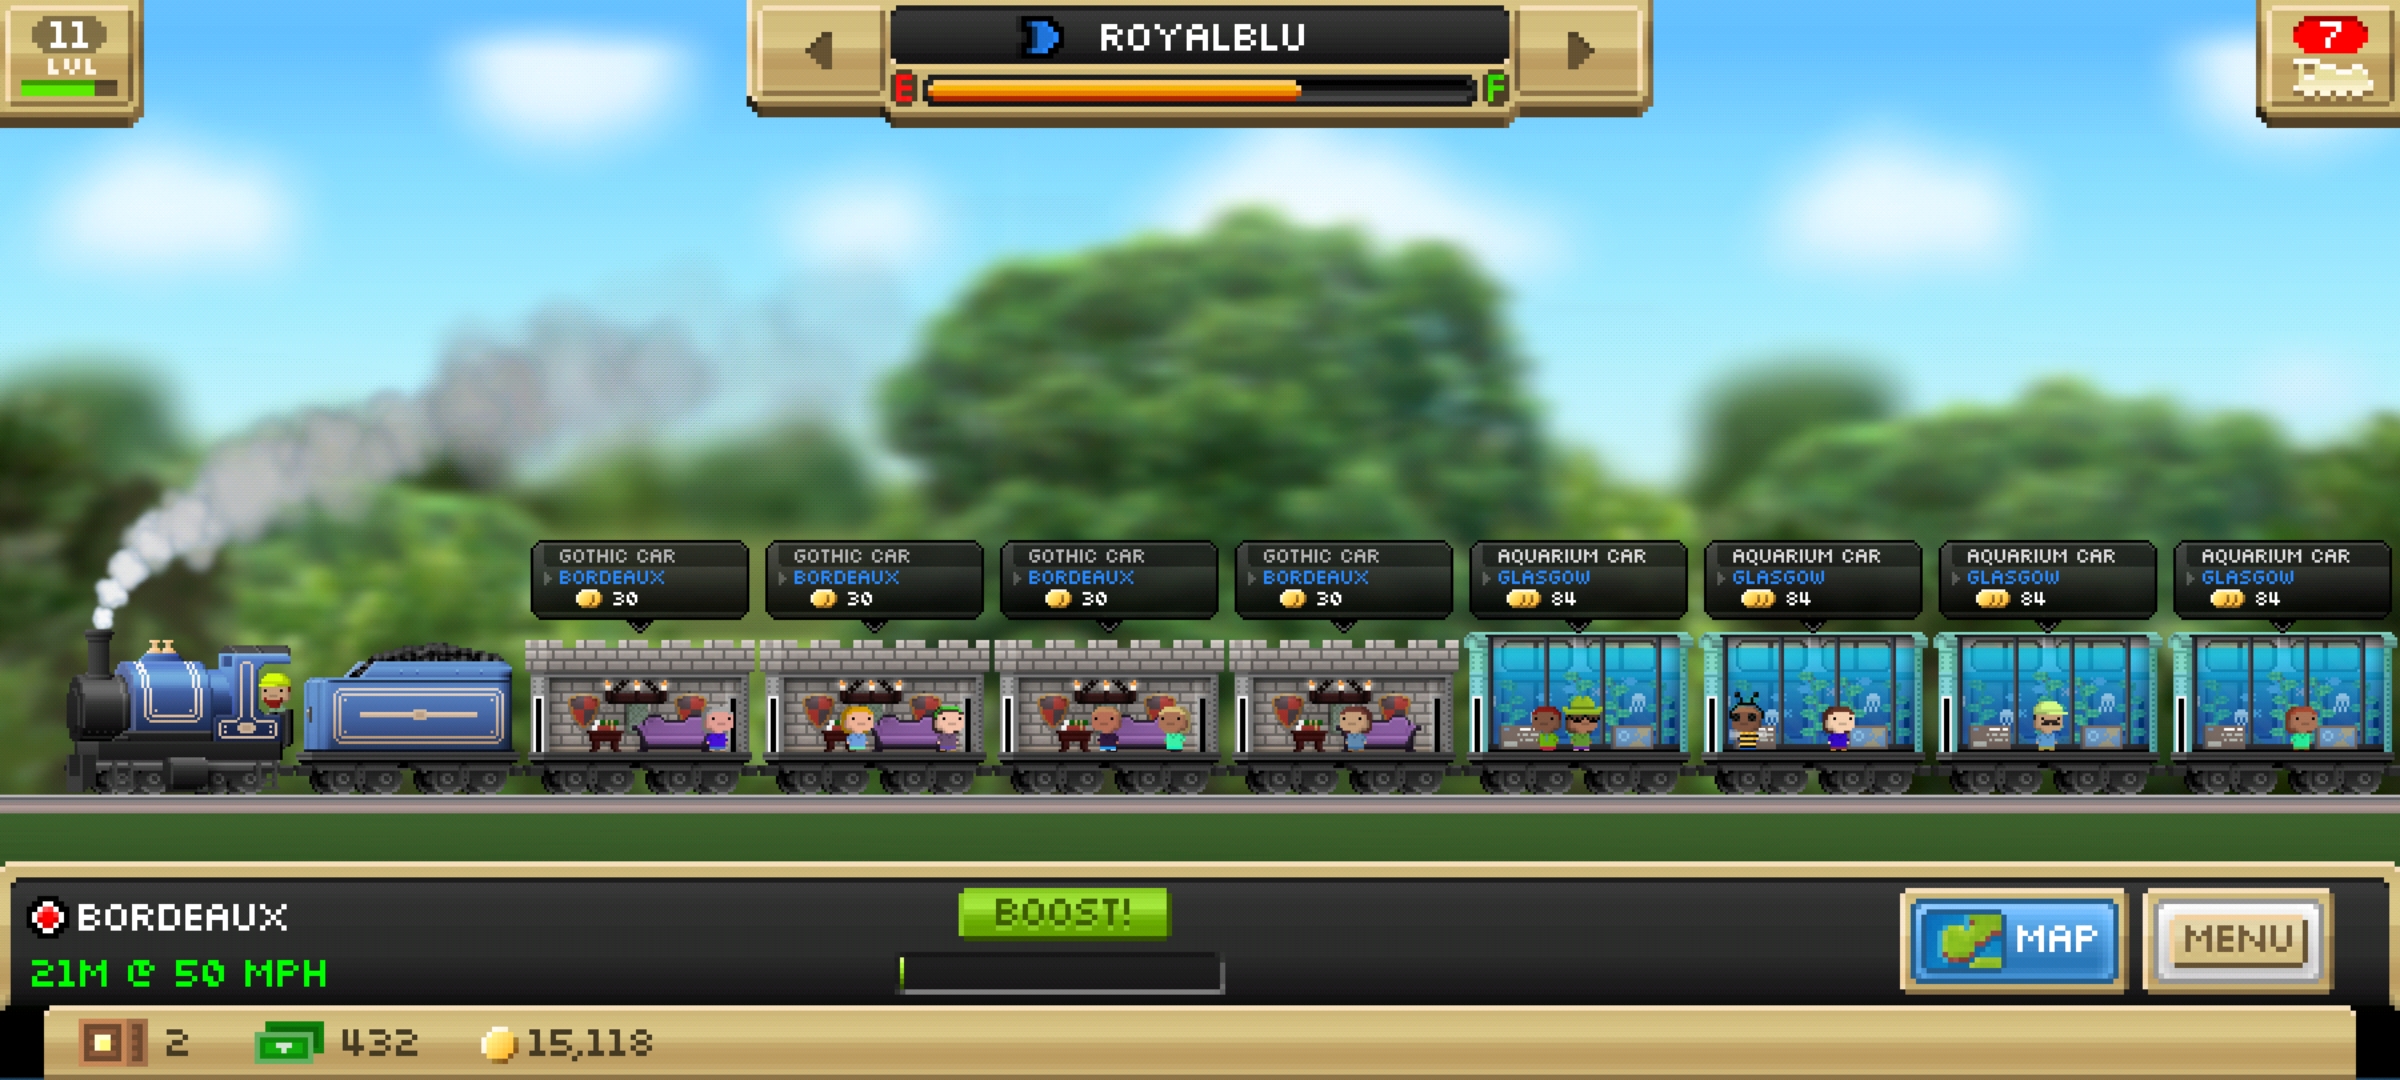 11
LVL
ROYALBLU
E F
7
GOTHIC CAR
BORDEAUX
30
GOTHIC CAR
BORDEAUX
30
GOTHIC CAR
BORDEAUX
30
GOTHIC CAR
BORDEAUX
30
AQUARIUM CAR
GLASGOW
84
AQUARIUM CAR
GLASGOW
84
AQUARIUM CAR
GLASGOW
84
AQUARIUM CAR
GLASGOW
84
BORDEAUX
21M @ 50 MPH
BOOST!
MAP
MENU
2 432 15,118